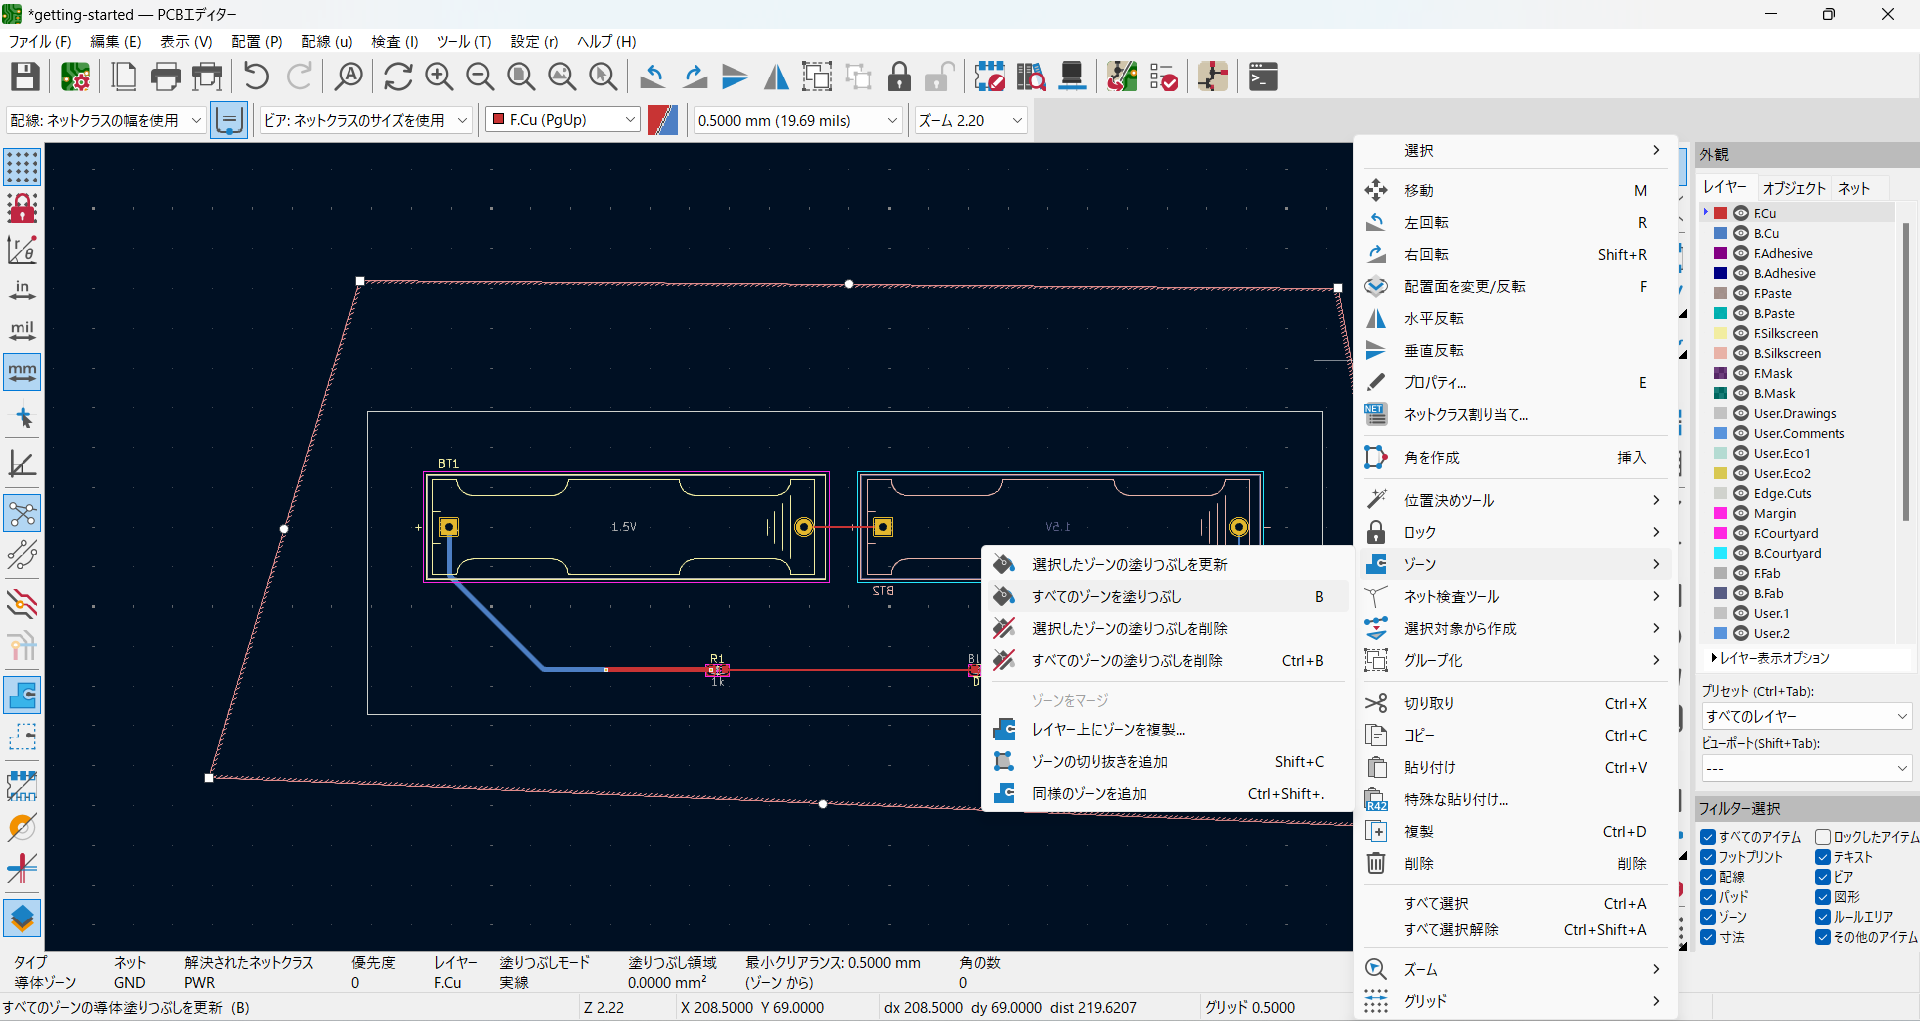 *getting-started — PCBエディター
ファイル (F) 編集 (E) 表示 (V) 配置 (P) 配線 (u) 検査 (I) ツール (T) 設定 (r) ヘルプ (H)
配線: ネットクラスの幅を使用 ビア: ネットクラスのサイズを使用 F.Cu (PgUp) 0.5000 mm (19.69 mils) ズーム 2.20
in
mil
mm
BT1
+ 1.5V
1.5V
BT2
R1
1k
選択したゾーンの塗りつぶしを更新
すべてのゾーンを塗りつぶし B
選択したゾーンの塗りつぶしを削除
すべてのゾーンの塗りつぶしを削除 Ctrl+B
ゾーンをマージ
レイヤー上にゾーンを複製...
ゾーンの切り抜きを追加 Shift+C
同様のゾーンを追加 Ctrl+Shift+.
選択
移動 M
左回転 R
右回転 Shift+R
配置面を変更/反転 F
水平反転
垂直反転
プロパティ... E
NET ネットクラス割り当て...
角を作成 挿入
位置決めツール
ロック
ゾーン
ネット検査ツール
選択対象から作成
グループ化
切り取り Ctrl+X
コピー Ctrl+C
貼り付け Ctrl+V
R42 特殊な貼り付け...
複製 Ctrl+D
削除 削除
すべて選択 Ctrl+A
すべて選択解除 Ctrl+Shift+A
ズーム
グリッド
外観
レイヤー オブジェクト ネット
F.Cu
B.Cu
F.Adhesive
B.Adhesive
F.Paste
B.Paste
F.Silkscreen
B.Silkscreen
F.Mask
B.Mask
User.Drawings
User.Comments
User.Eco1
User.Eco2
Edge.Cuts
Margin
F.Courtyard
B.Courtyard
F.Fab
B.Fab
User.1
User.2
レイヤー表示オプション
プリセット (Ctrl+Tab):
すべてのレイヤー
ビューポート(Shift+Tab):
---
フィルター選択
すべてのアイテム ロックしたアイテム
フットプリント テキスト
配線 ビア
パッド 図形
ゾーン ルールエリア
寸法 その他のアイテム
タイプ ネット 解決されたネットクラス 優先度 レイヤー 塗りつぶしモード 塗りつぶし領域 最小クリアランス: 0.5000 mm 角の数
導体ゾーン GND PWR 0 F.Cu 実線 0.0000 mm² (ゾーン から) 0
すべてのゾーンの導体塗りつぶしを更新 (B) Z 2.22 X 208.5000 Y 69.0000 dx 208.5000 dy 69.0000 dist 219.6207 グリッド 0.5000